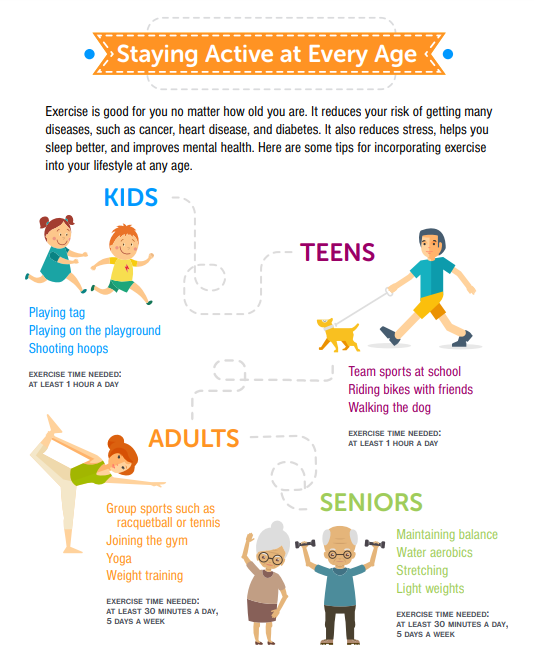 Staying Active at Every Age
Exercise is good for you no matter how old you are. It reduces your risk of getting many
diseases, such as cancer, heart disease, and diabetes. It also reduces stress, helps you
sleep better, and improves mental health. Here are some tips for incorporating exercise
into your lifestyle at any age.
KIDS
Playing tag
Playing on the playground
Shooting hoops
EXERCISE TIME NEEDED:
AT LEAST 1 HOUR A DAY
TEENS
Team sports at school
Riding bikes with friends
Walking the dog
EXERCISE TIME NEEDED:
AT LEAST 1 HOUR A DAY
ADULTS
Group sports such as
racquetball or tennis
Joining the gym
Yoga
Weight training
EXERCISE TIME NEEDED:
AT LEAST 30 MINUTES A DAY,
5 DAYS A WEEK
SENIORS
Maintaining balance
Water aerobics
Stretching
Light weights
EXERCISE TIME NEEDED:
AT LEAST 30 MINUTES A DAY,
5 DAYS A WEEK